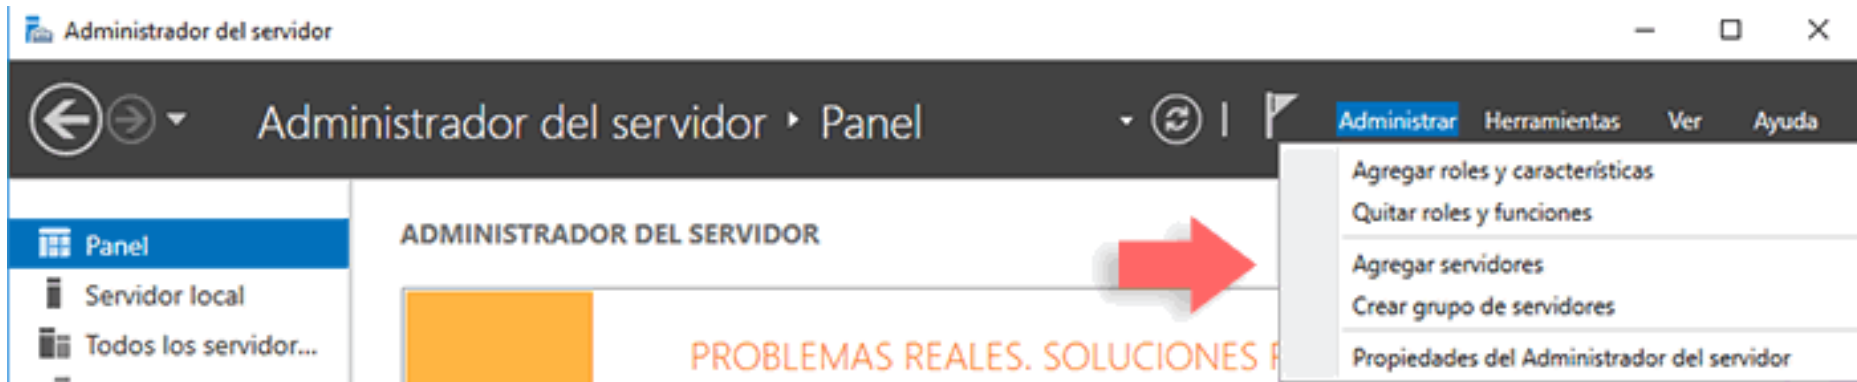 Administrador del servidor
Administrador del servidor ‣ Panel
Administrar Herramientas Ver Ayuda
Agregar roles y características
Quitar roles y funciones
Agregar servidores
Crear grupo de servidores
Propiedades del Administrador del servidor
Panel
Servidor local
Todos los servidor...
ADMINISTRADOR DEL SERVIDOR
PROBLEMAS REALES. SOLUCIONES